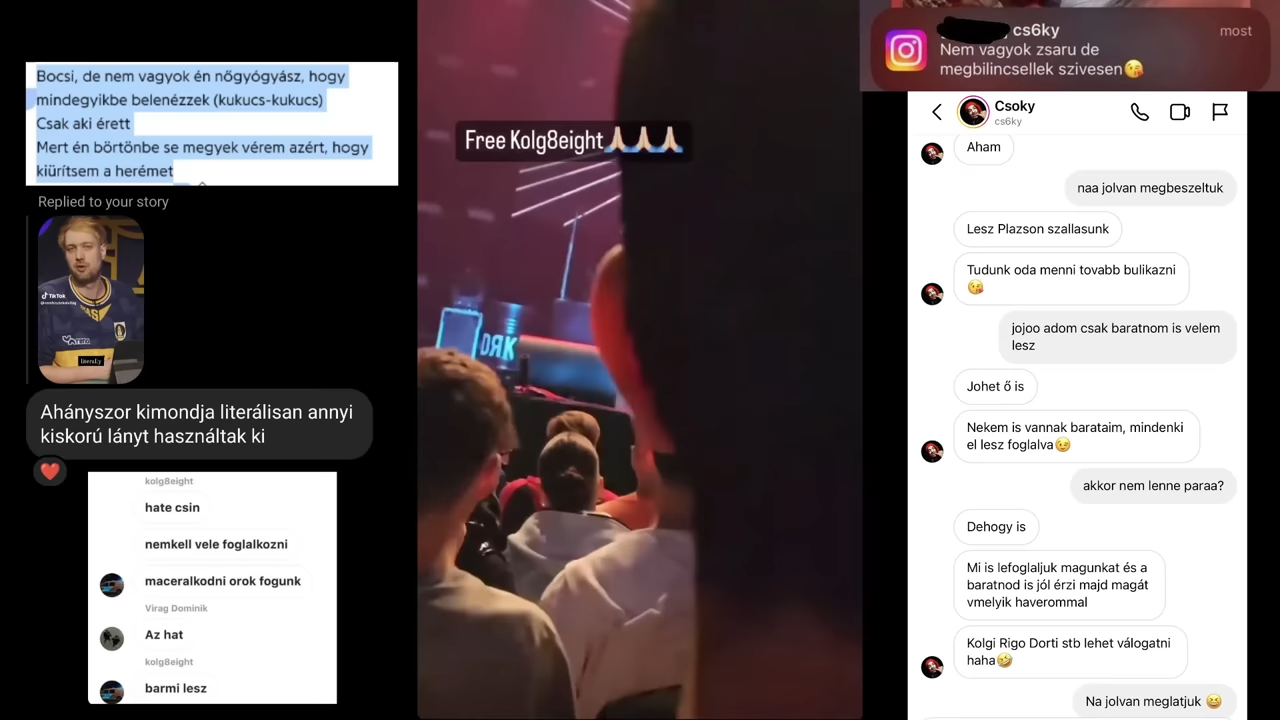 Bocsi, de nem vagyok én nőgyógyász, hogy
mindegyikbe belenézzek (kukucs-kukucs)
Csak aki érett
Mert én börtönbe se megyek vérem azért, hogy
kiürítsem a herémet
Replied to your story
TikTok
literal;y
Ahányszor kimondja literálisan annyi
kiskorú lányt használtak ki
kolg8eight
hate csin
nemkell vele foglalkozni
maceralkodni orok fogunk
Virag Dominik
Az hat
kolg8eight
barmi lesz
Free Kolg8eight🙏🏻🙏🏻🙏🏻
DRK
cs6ky
most
Nem vagyok zsaru de
megbilincsellek szivesen😘
Csoky
cs6ky
Aham
naa jolvan megbeszeltuk
Lesz Plazson szallasunk
Tudunk oda menni tovabb bulikazni
😘
jojoo adom csak baratnom is velem
lesz
Johet ő is
Nekem is vannak barataim, mindenki
el lesz foglalva😉
akkor nem lenne paraa?
Dehogy is
Mi is lefoglaljuk magunkat és a
baratnod is jól érzi majd magát
vmelyik haverommal
Kolgi Rigo Dorti stb lehet válogatni
haha🤣
Na jolvan meglatjuk 😆